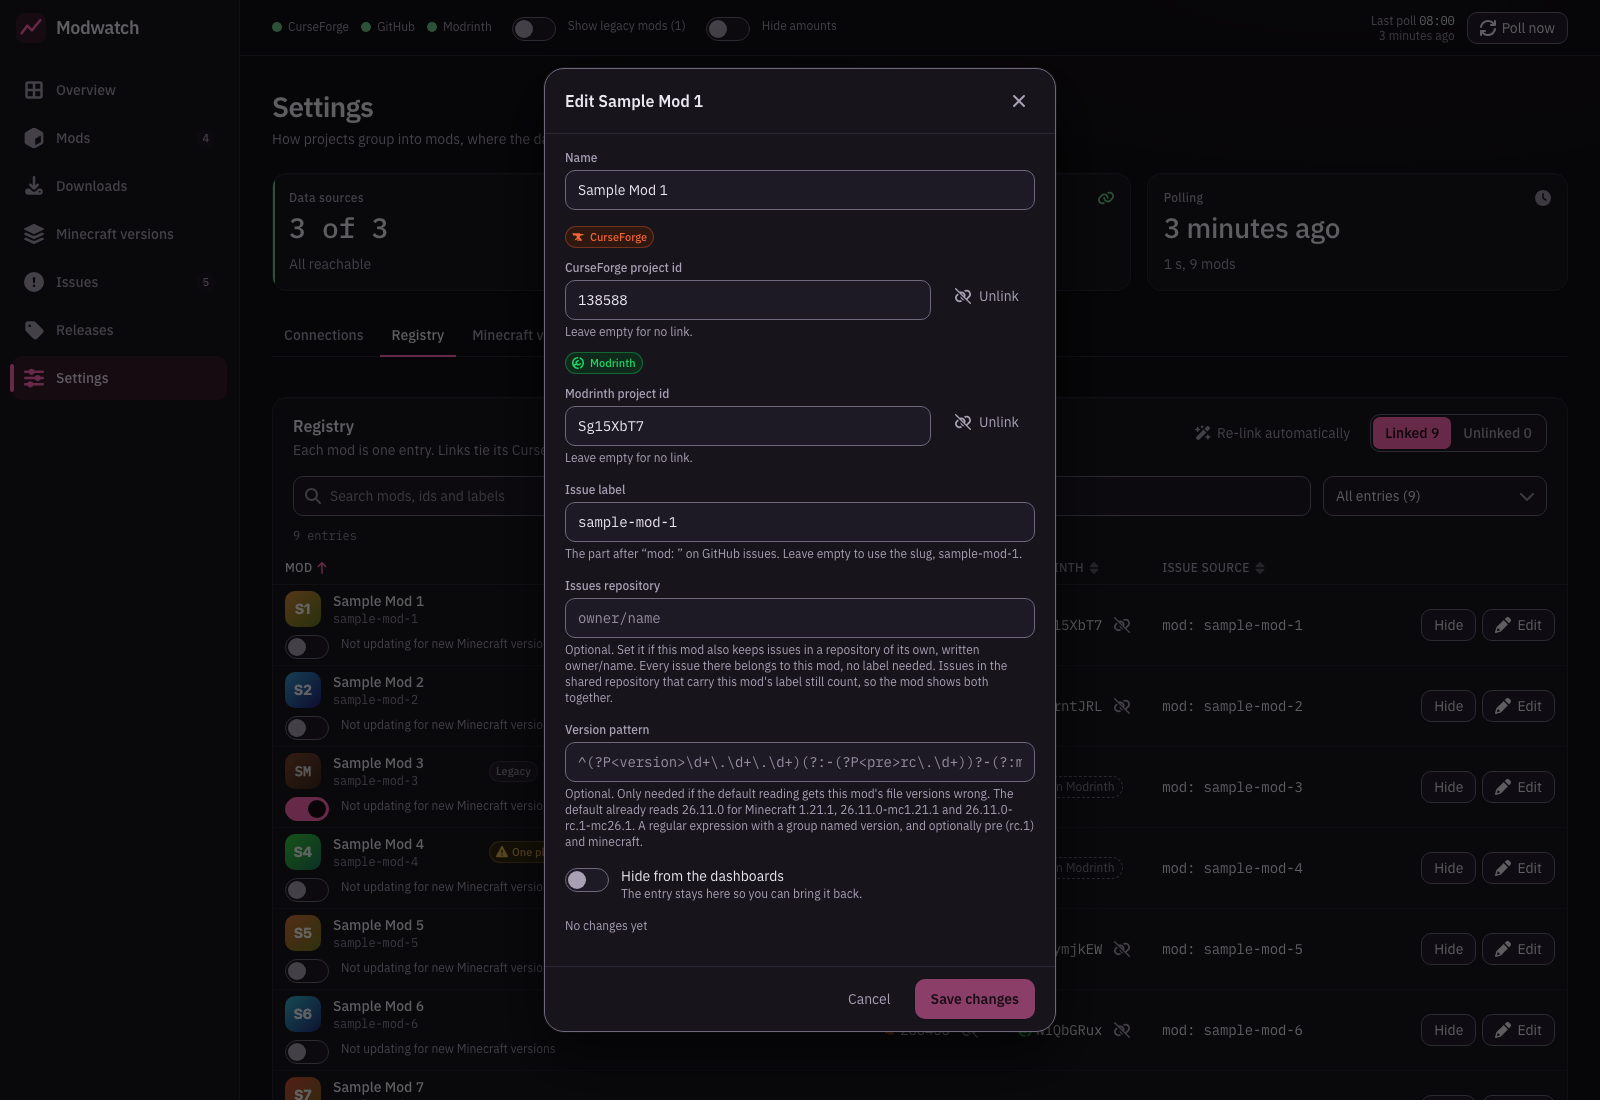 Modwatch
CurseForge
GitHub
Modrinth
Show legacy mods (1)
Hide amounts
Last poll 08:00
3 minutes ago
Poll now
Overview
Mods
4
Downloads
Minecraft versions
Issues
5
Releases
Settings
Settings
How projects group into mods, where the
Data sources
3 of 3
All reachable
Polling
3 minutes ago
1 s, 9 mods
Connections
Registry
Minecraft v
Registry
Each mod is one entry. Links tie its Curse
Re-link automatically
Linked 9
Unlinked 0
Search mods, ids and labels
All entries (9)
9 entries
MOD
NTH
ISSUE SOURCE
S1
Sample Mod 1
sample-mod-1
Not updating for new Minecraft versio
15XbT7
mod: sample-mod-1
Hide
Edit
S2
Sample Mod 2
sample-mod-2
Not updating for new Minecraft versio
rntJRL
mod: sample-mod-2
Hide
Edit
SM
Sample Mod 3
sample-mod-3
Legacy
Not updating for new Minecraft versio
n Modrinth
mod: sample-mod-3
Hide
Edit
S4
Sample Mod 4
sample-mod-4
One pl
Not updating for new Minecraft versio
n Modrinth
mod: sample-mod-4
Hide
Edit
S5
Sample Mod 5
sample-mod-5
Not updating for new Minecraft versio
ymjkEW
mod: sample-mod-5
Hide
Edit
S6
Sample Mod 6
sample-mod-6
Not updating for new Minecraft versions
QbGRux
mod: sample-mod-6
Hide
Edit
S7
Sample Mod 7
Edit Sample Mod 1
Name
Sample Mod 1
CurseForge
CurseForge project id
138588
Unlink
Leave empty for no link.
Modrinth
Modrinth project id
Sg15XbT7
Unlink
Leave empty for no link.
Issue label
sample-mod-1
The part after “mod: ” on GitHub issues. Leave empty to use the slug, sample-mod-1.
Issues repository
owner/name
Optional. Set it if this mod also keeps issues in a repository of its own, written
owner/name. Every issue there belongs to this mod, no label needed. Issues in the
shared repository that carry this mod's label still count, so the mod shows both
together.
Version pattern
^(?P<version>\d+\.\d+\.\d+)(?:-(?P<pre>rc\.\d+))?-(?:m
Optional. Only needed if the default reading gets this mod's file versions wrong. The
default already reads 26.11.0 for Minecraft 1.21.1, 26.11.0-mc1.21.1 and 26.11.0-
rc.1-mc26.1. A regular expression with a group named version, and optionally pre (rc.1)
and minecraft.
Hide from the dashboards
The entry stays here so you can bring it back.
No changes yet
Cancel
Save changes